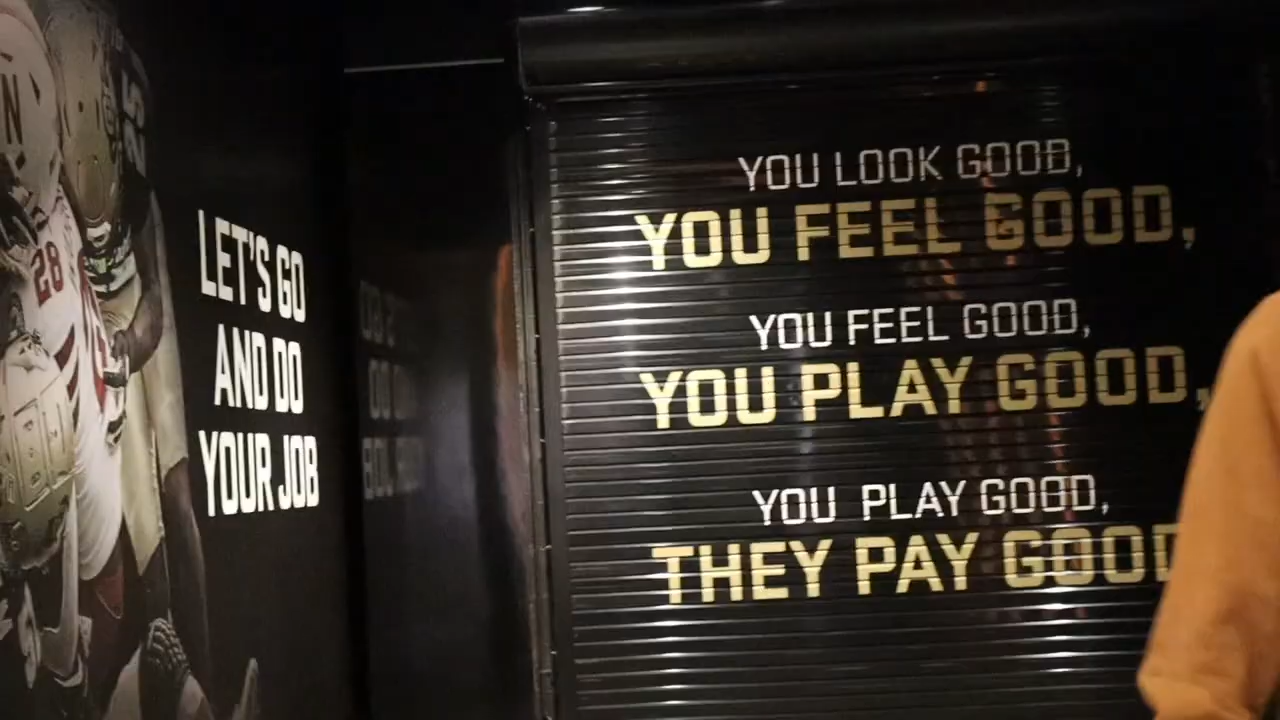 N
28
LET'S GO
AND DO
YOUR JOB
YOU LOOK GOOD,
YOU FEEL GOOD,
YOU FEEL GOOD,
YOU PLAY GOOD,
YOU PLAY GOOD,
THEY PAY GOOD